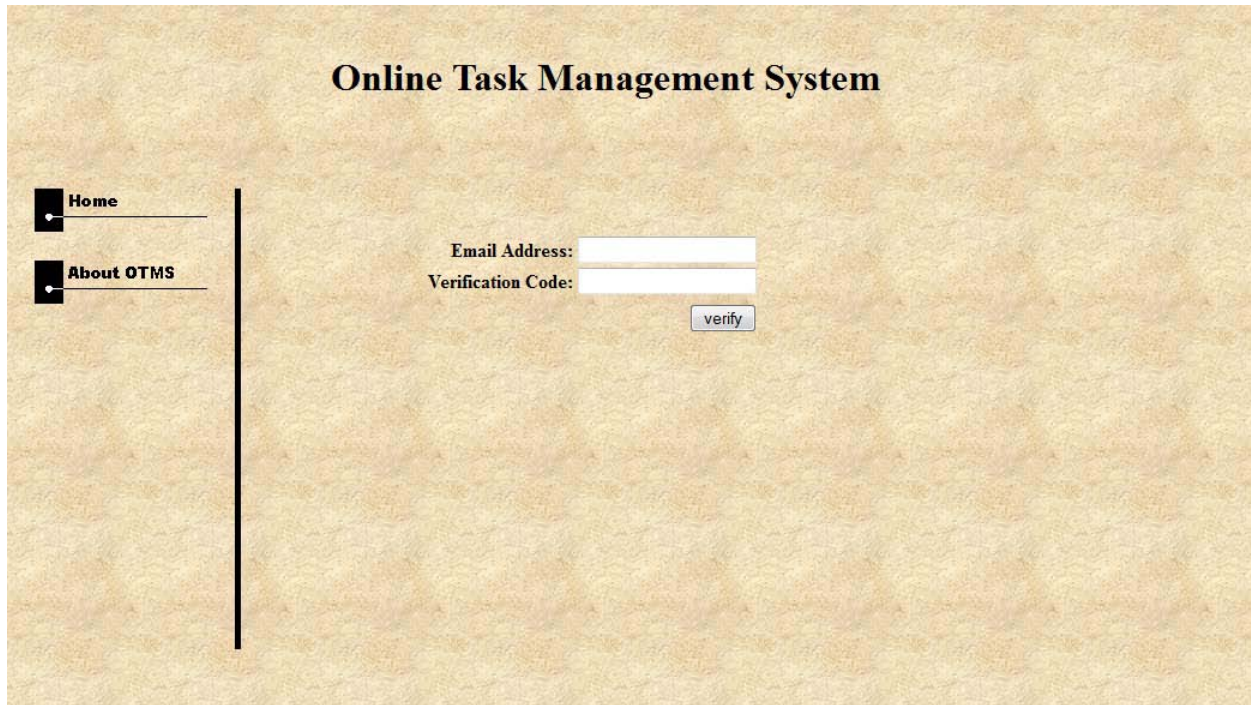 Online Task Management System
Home
About OTMS
Email Address:
Verification Code:
verify